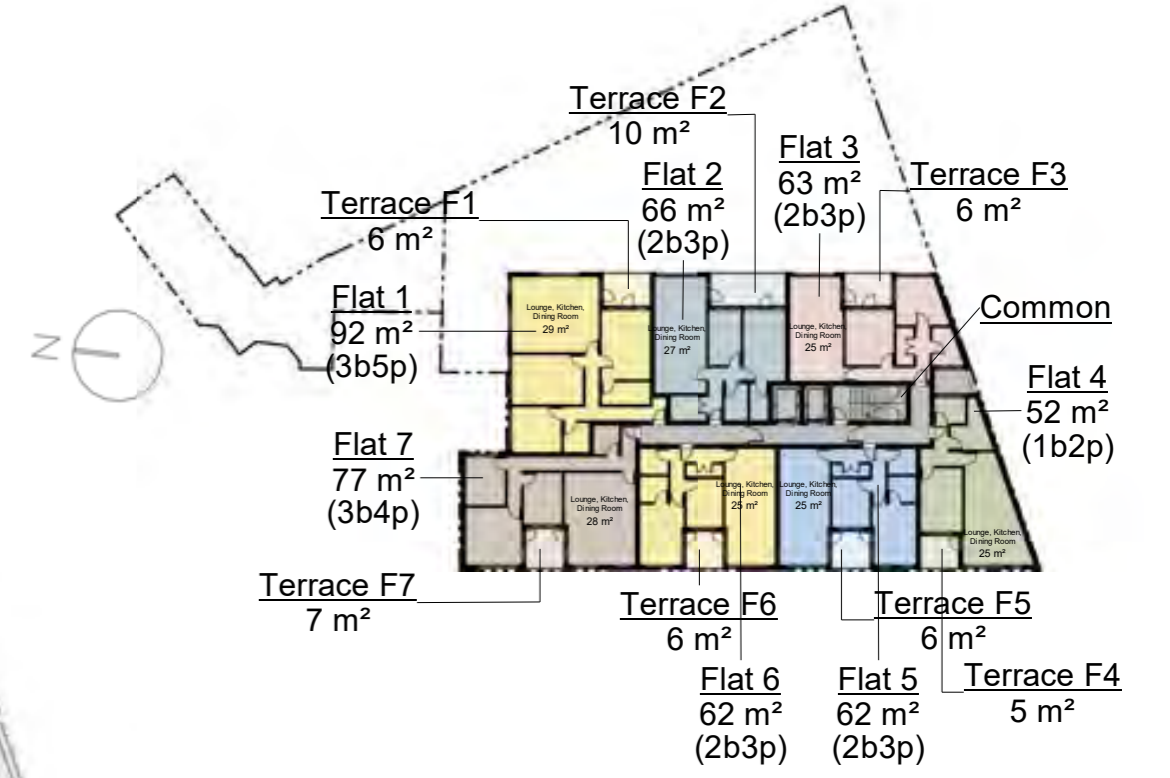 Terrace F2
10 m²
Flat 3
63 m²
(2b3p)
Flat 2
66 m²
(2b3p)
Terrace F3
6 m²
Terrace F1
6 m²
Flat 1
92 m²
(3b5p)
Lounge, Kitchen,
Dining Room
29 m²
Lounge, Kitchen,
Dining Room
27 m²
Lounge, Kitchen,
Dining Room
25 m²
Common
N
Flat 4
52 m²
(1b2p)
Flat 7
77 m²
(3b4p)
Lounge, Kitchen,
Dining Room
28 m²
Lounge, Kitchen,
Dining Room
25 m²
Lounge, Kitchen,
Dining Room
25 m²
Lounge, Kitchen,
Dining Room
25 m²
Terrace F7
7 m²
Terrace F6
6 m²
Terrace F5
6 m²
Flat 6
62 m²
(2b3p)
Flat 5
62 m²
(2b3p)
Terrace F4
5 m²